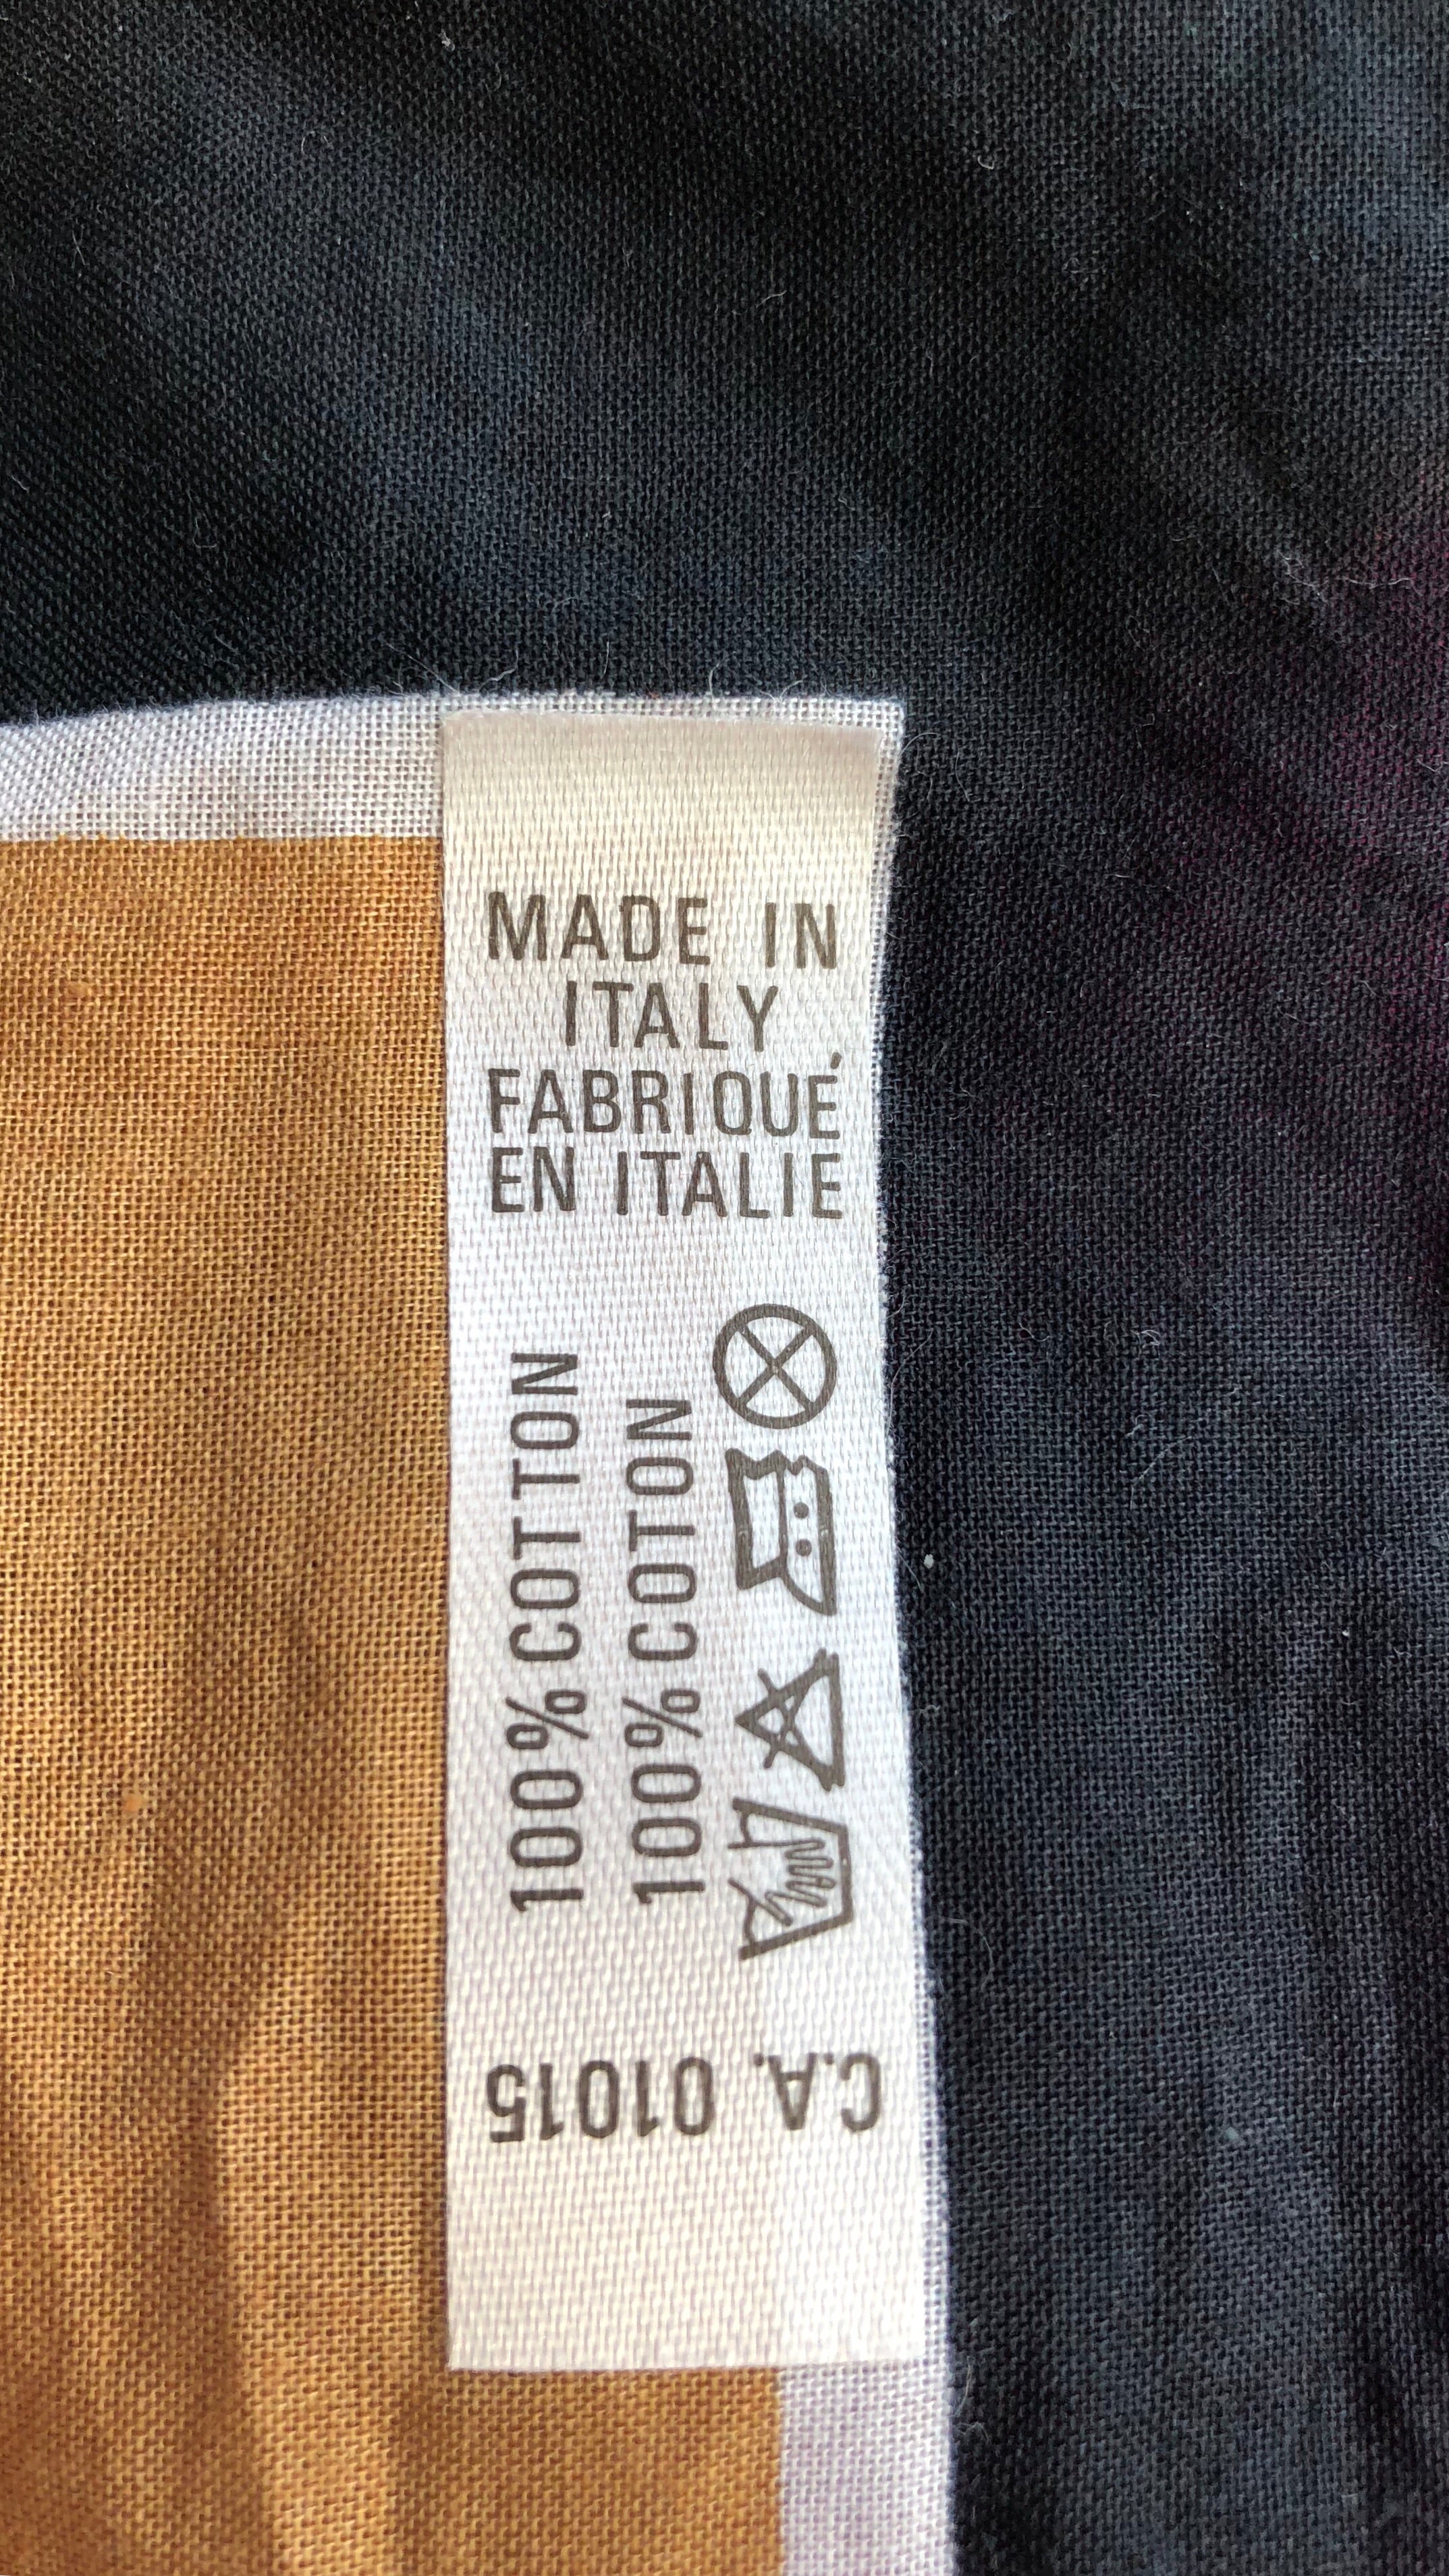 MADE IN
ITALY
FABRIQUÉ
EN ITALIE
100% COTTON
100% COTON
C.A. 01015